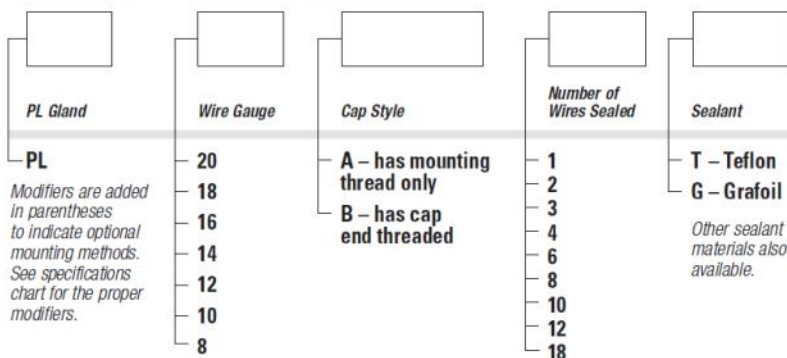 PL Gland
PL
Modifiers are added
in parentheses
to indicate optional
mounting methods.
See specifications
chart for the proper
modifiers.
Wire Gauge
20
18
16
14
12
10
8
Cap Style
A – has mounting
thread only
B – has cap
end threaded
Number of
Wires Sealed
1
2
3
4
6
8
10
12
18
Sealant
T – Teflon
G – Grafoil
Other sealant
materials also
available.